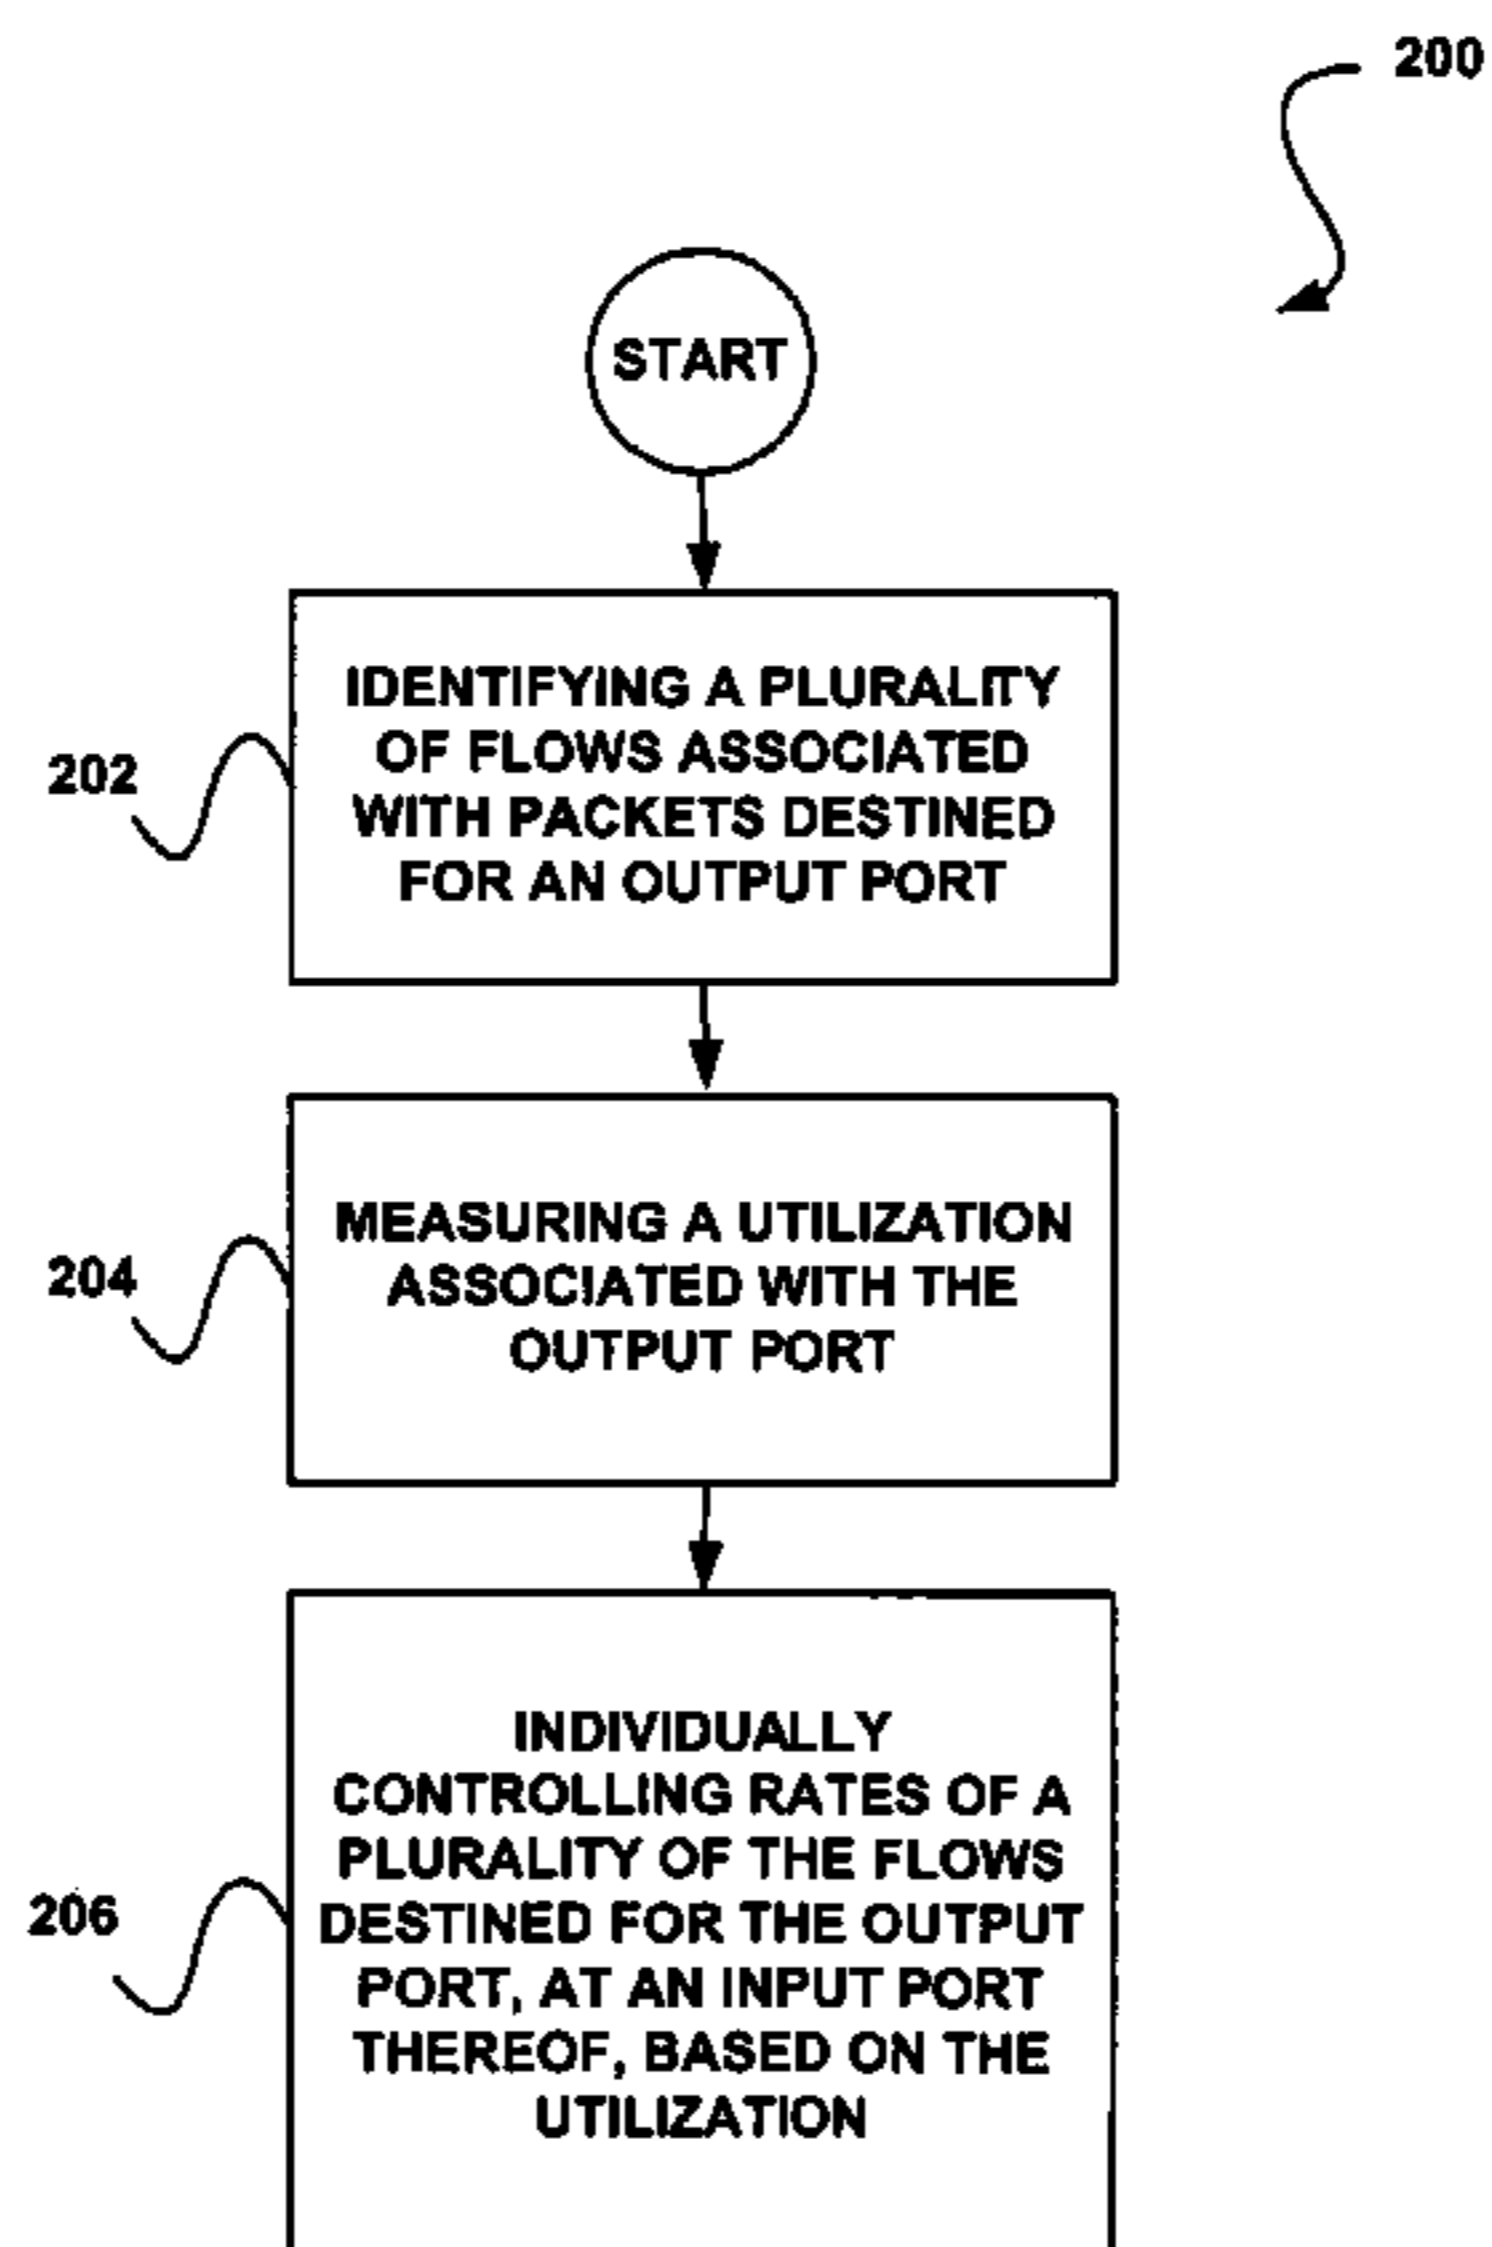 200
START
IDENTIFYING A PLURALITY
OF FLOWS ASSOCIATED
WITH PACKETS DESTINED
FOR AN OUTPUT PORT
202
MEASURING A UTILIZATION
ASSOCIATED WITH THE
OUTPUT PORT
204
INDIVIDUALLY
CONTROLLING RATES OF A
PLURALITY OF THE FLOWS
DESTINED FOR THE OUTPUT
PORT, AT AN INPUT PORT
THEREOF, BASED ON THE
UTILIZATION
206